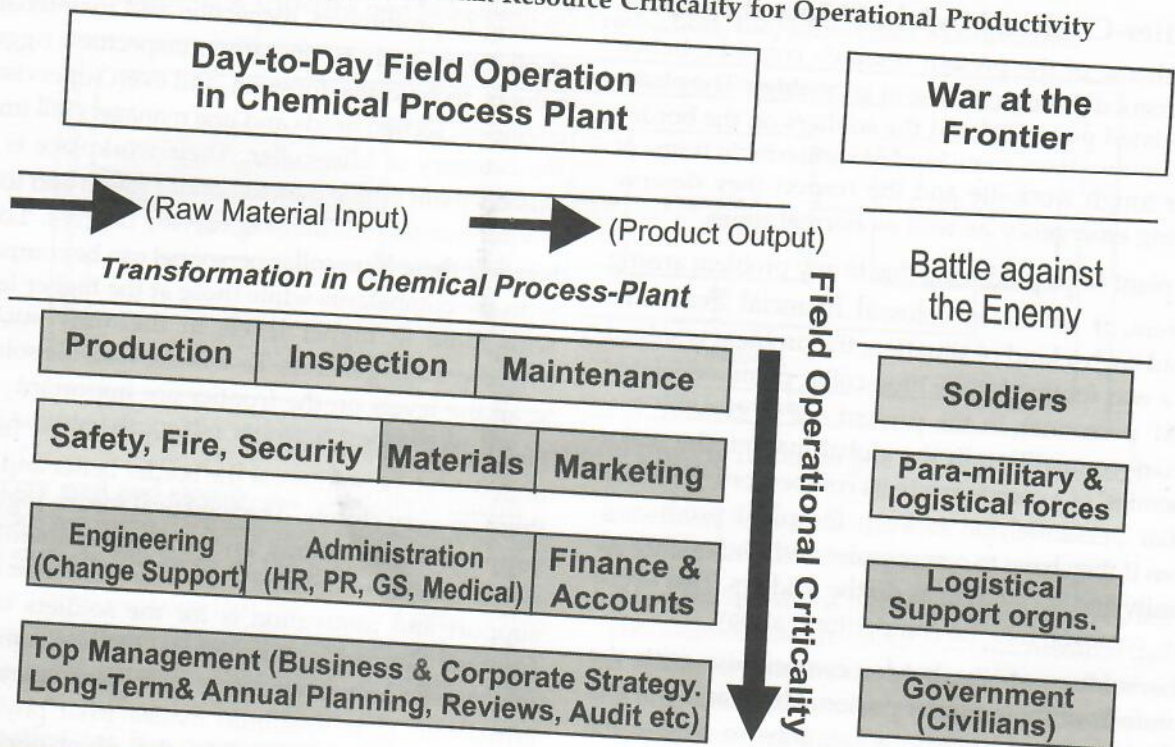 Resource Criticality for Operational Productivity
Day-to-Day Field Operation
in Chemical Process Plant
War at the
Frontier
(Raw Material Input)
(Product Output)
Transformation in Chemical Process-Plant
Battle against
the Enemy
Production Inspection Maintenance
Safety, Fire, Security Materials Marketing
Engineering
(Change Support)
Administration
(HR, PR, GS, Medical)
Finance &
Accounts
Top Management (Business & Corporate Strategy.
Long-Term& Annual Planning, Reviews, Audit etc)
Field Operational Criticality
Soldiers
Para-military &
logistical forces
Logistical
Support orgns.
Government
(Civilians)